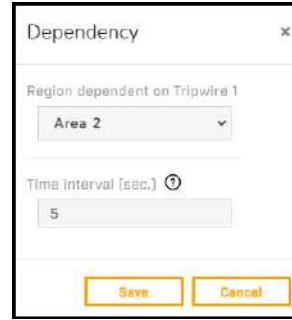 Dependency
×
Region dependent on Tripwire 1
Area 2
Time interval (sec.) ?
5
Save Cancel